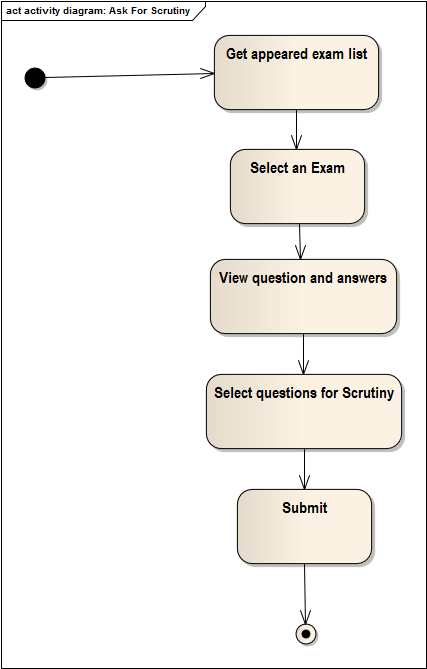 act activity diagram: Ask For Scrutiny
Get appeared exam list
Select an Exam
View question and answers
Select questions for Scrutiny
Submit